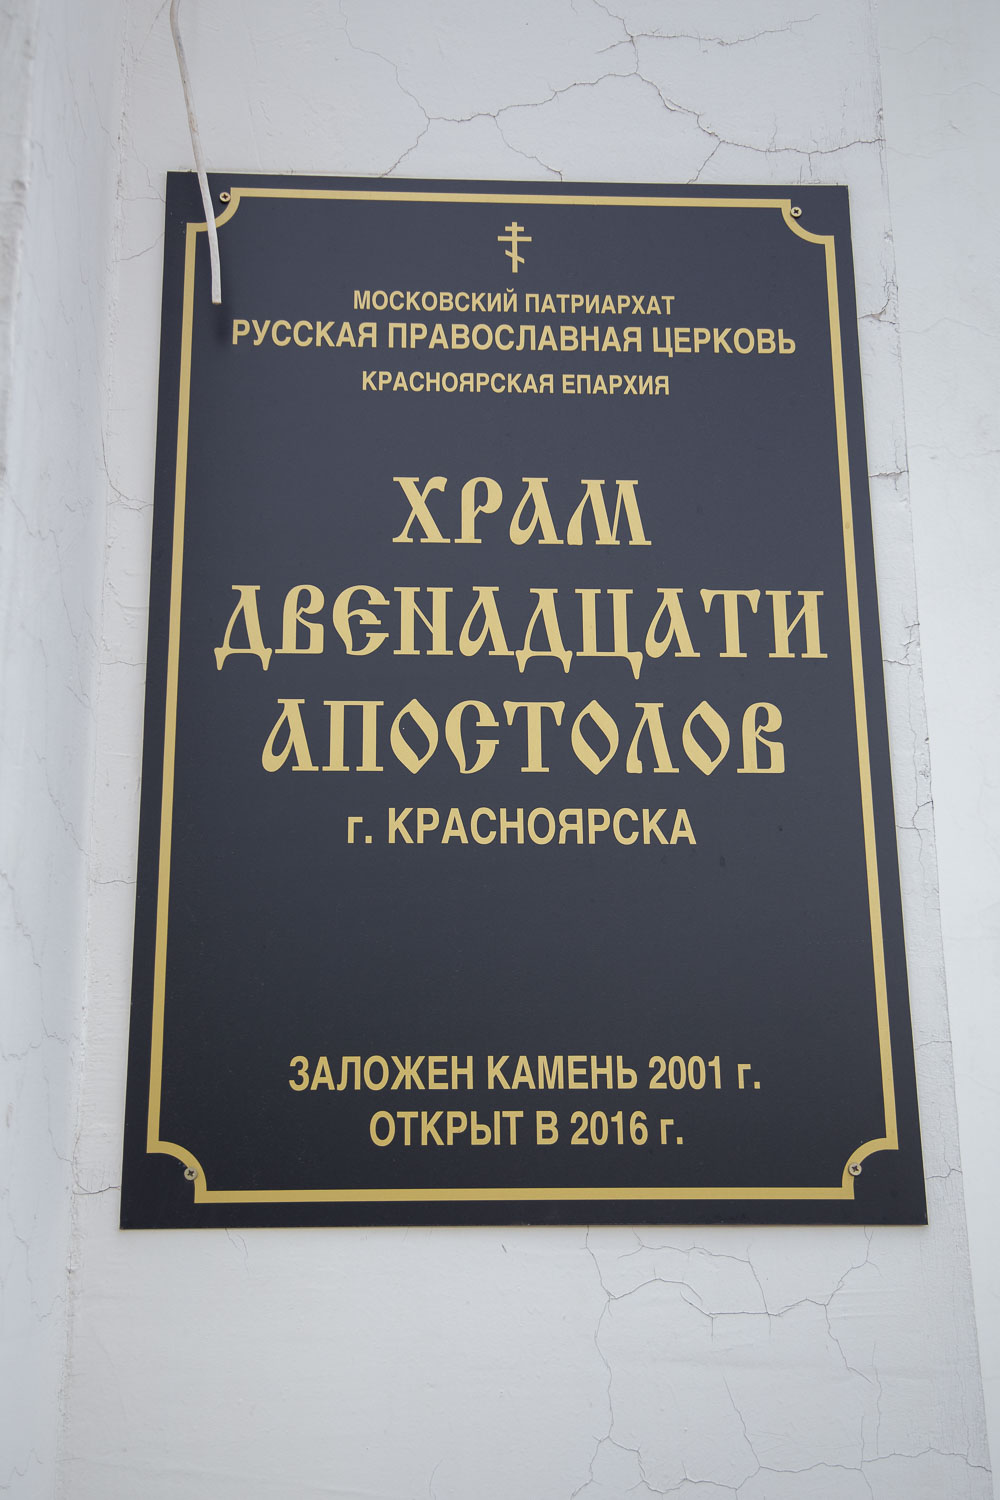 МОСКОВСКИЙ ПАТРИАРХАТ
РУССКАЯ ПРАВОСЛАВНАЯ ЦЕРКОВЬ
КРАСНОЯРСКАЯ ЕПАРХИЯ
ХРАМ
ДВЕНАДЦАТИ
АПОСТОЛОВ
г. КРАСНОЯРСКА
ЗАЛОЖЕН КАМЕНЬ 2001 г.
ОТКРЫТ В 2016 г.